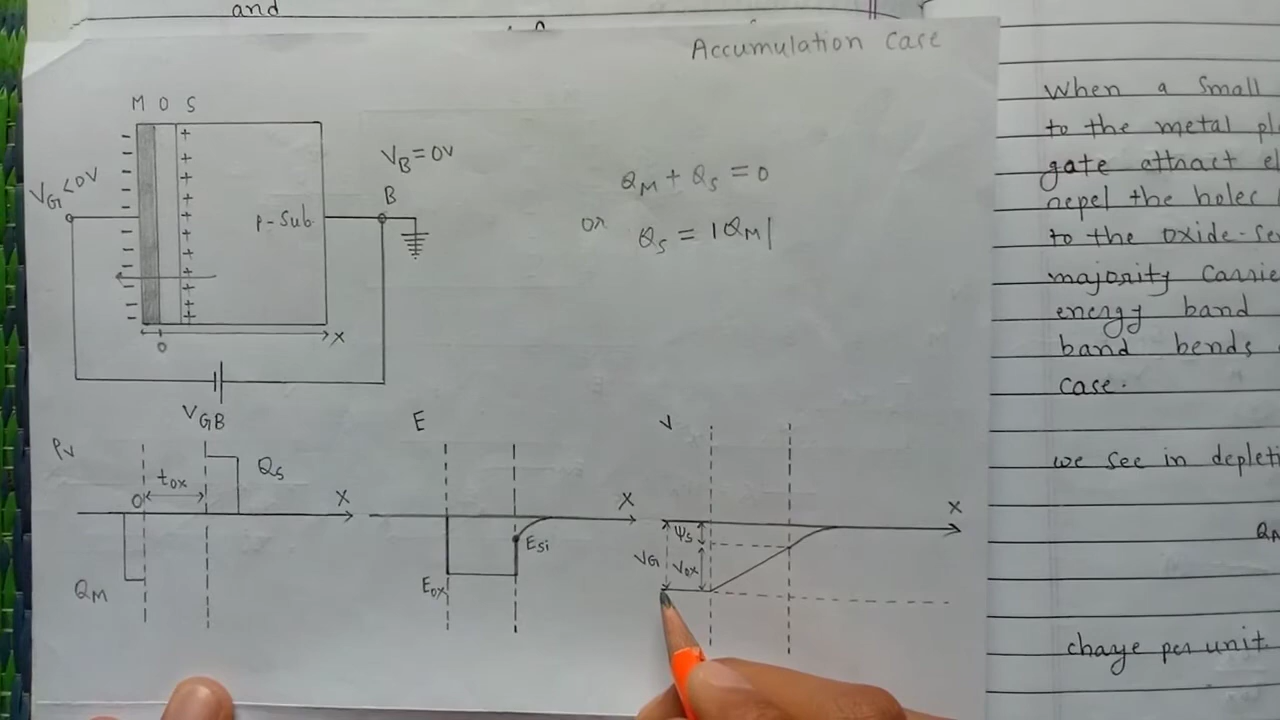 and
Accumulation Case
M O S
VG<0V
VB=0V
B
P-Sub
QM + QS = 0
or
QS = |QM|
0
X
VGB
ρv
tox
QS
0
X
QM
E
X
Esi
Eox
V
X
ψs
VG
Vox
When a Small
to the metal pl
gate attract el
repel the holes
to the oxide-se
majority Carrie
energy band
band bends
case.
we see in depleti
charge per unit